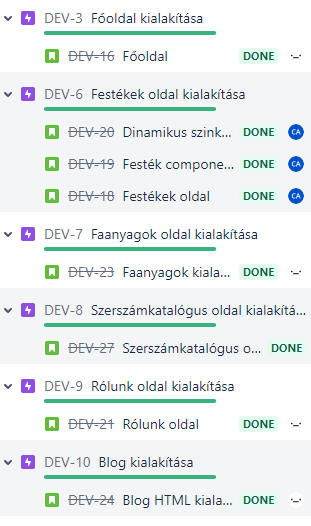 DEV-3 Főoldal kialakítása
DEV-16 Főoldal DONE
DEV-6 Festékek oldal kialakítása
DEV-20 Dinamikus szink... DONE CA
DEV-19 Festék compone... DONE CA
DEV-18 Festékek oldal DONE CA
DEV-7 Faanyagok oldal kialakítása
DEV-23 Faanyagok kiala... DONE
DEV-8 Szerszámkatalógus oldal kialakítá...
DEV-27 Szerszámkatalógus o... DONE
DEV-9 Rólunk oldal kialakítása
DEV-21 Rólunk oldal DONE
DEV-10 Blog kialakítása
DEV-24 Blog HTML kiala... DONE